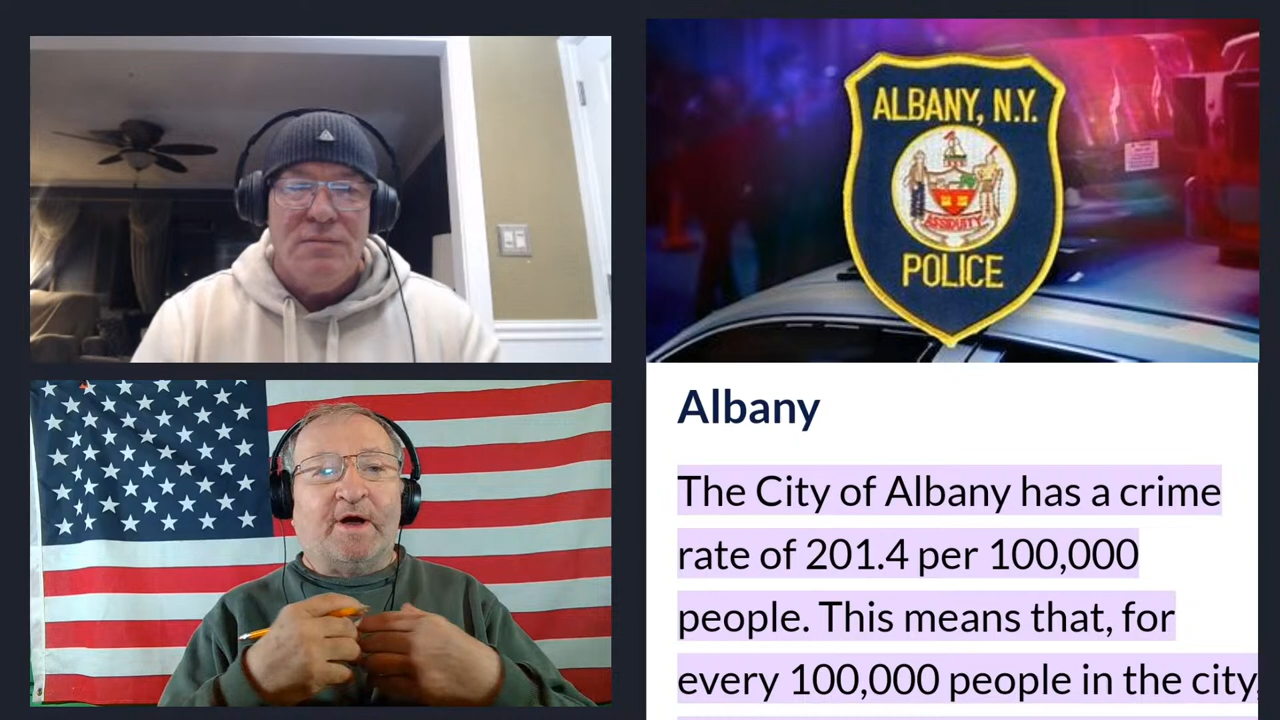 ALBANY, N.Y.
ASSIDUITY
POLICE
Albany
The City of Albany has a crime
rate of 201.4 per 100,000
people. This means that, for
every 100,000 people in the city,